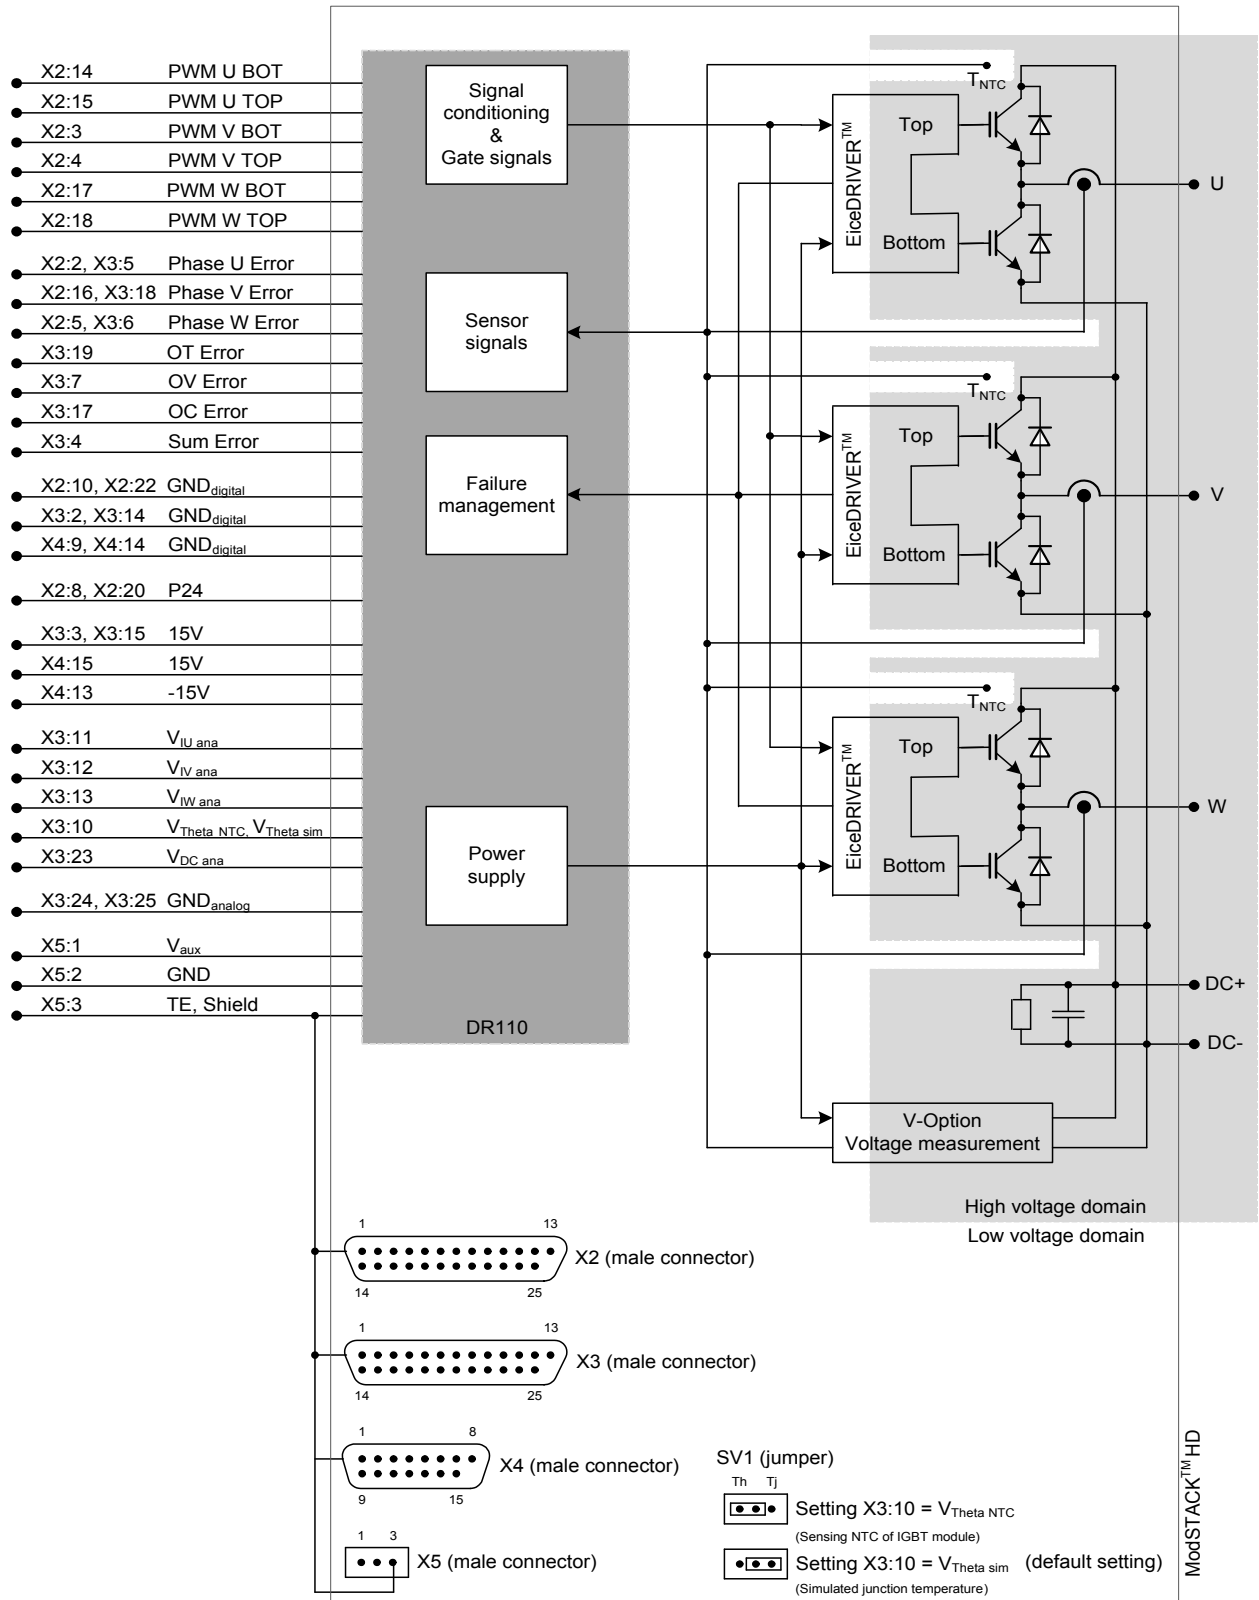 X2:14 PWM U BOT
X2:15 PWM U TOP
X2:3 PWM V BOT
X2:4 PWM V TOP
X2:17 PWM W BOT
X2:18 PWM W TOP
X2:2, X3:5 Phase U Error
X2:16, X3:18 Phase V Error
X2:5, X3:6 Phase W Error
X3:19 OT Error
X3:7 OV Error
X3:17 OC Error
X3:4 Sum Error
X2:10, X2:22 GNDdigital
X3:2, X3:14 GNDdigital
X4:9, X4:14 GNDdigital
X2:8, X2:20 P24
X3:3, X3:15 15V
X4:15 15V
X4:13 -15V
X3:11 VIU ana
X3:12 VIV ana
X3:13 VIW ana
X3:10 VTheta NTC, VTheta sim
X3:23 VDC ana
X3:24, X3:25 GNDanalog
X5:1 Vaux
X5:2 GND
X5:3 TE, Shield
Signal
conditioning
&
Gate signals
Sensor
signals
Failure
management
Power
supply
DR110
TNTC
EiceDRIVER™
Top
Bottom
U
TNTC
EiceDRIVER™
Top
Bottom
V
TNTC
EiceDRIVER™
Top
Bottom
W
DC+
DC-
V-Option
Voltage measurement
High voltage domain
Low voltage domain
1 13
X2 (male connector)
14 25
1 13
X3 (male connector)
14 25
1 8
X4 (male connector)
9 15
1 3
X5 (male connector)
SV1 (jumper)
Th Tj
Setting X3:10 = VTheta NTC
(Sensing NTC of IGBT module)
Setting X3:10 = VTheta sim (default setting)
(Simulated junction temperature)
ModSTACK™ HD